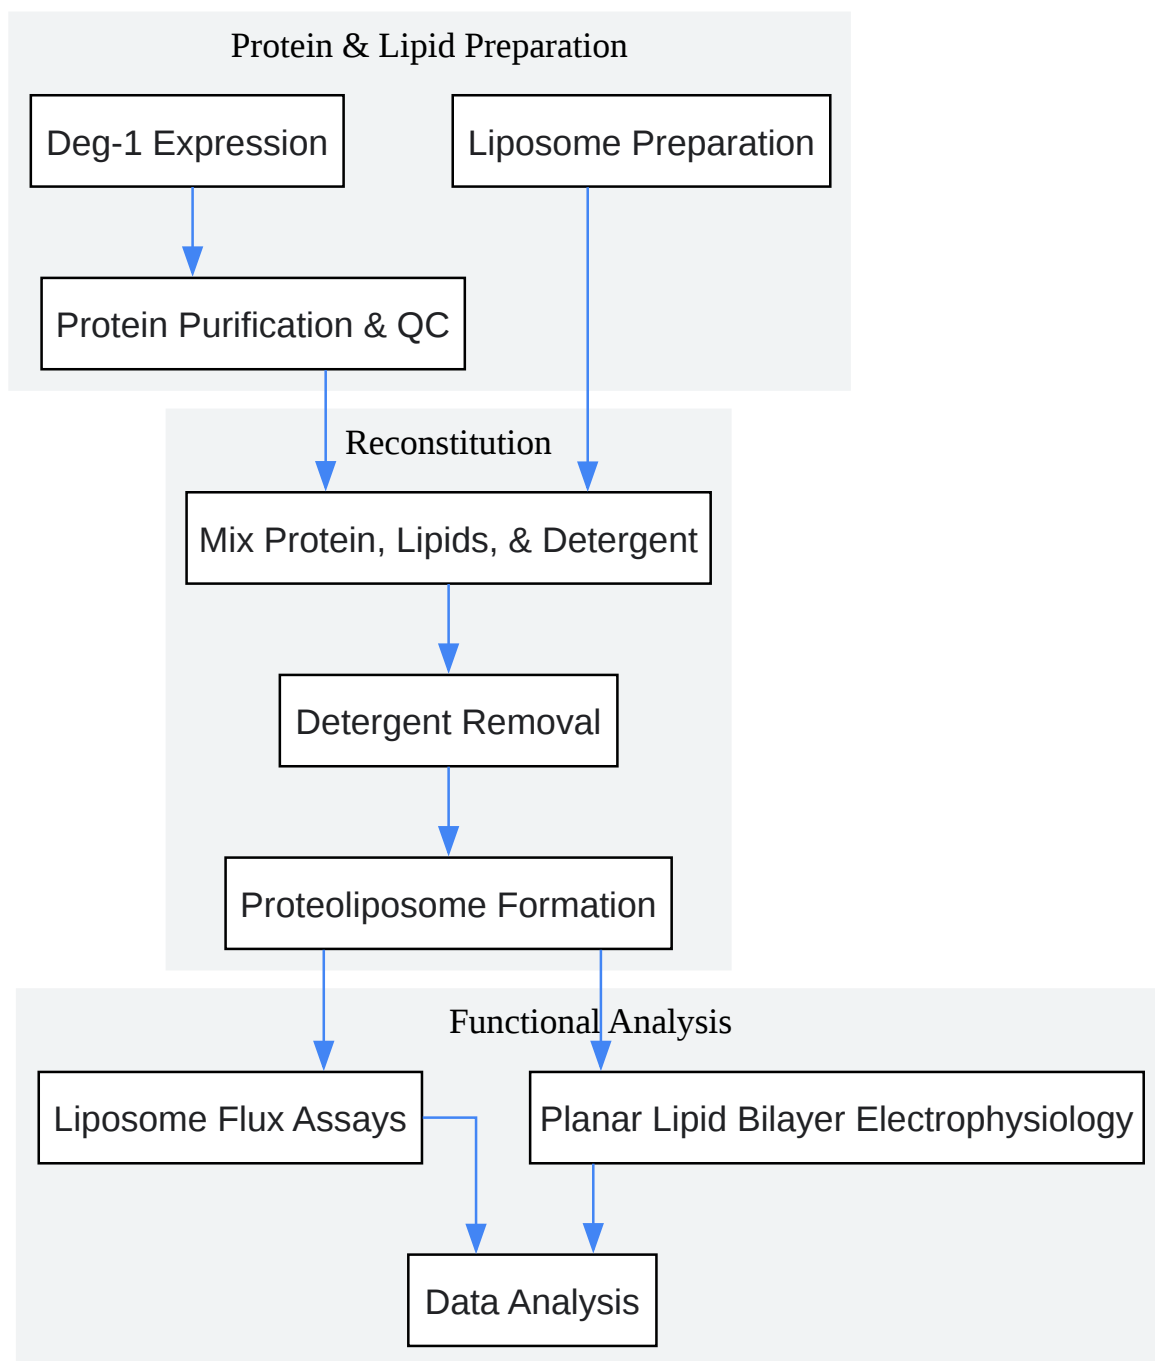 Protein & Lipid Preparation
Deg-1 Expression
Liposome Preparation
Protein Purification & QC
Reconstitution
Mix Protein, Lipids, & Detergent
Detergent Removal
Proteoliposome Formation
Functional Analysis
Liposome Flux Assays
Planar Lipid Bilayer Electrophysiology
Data Analysis